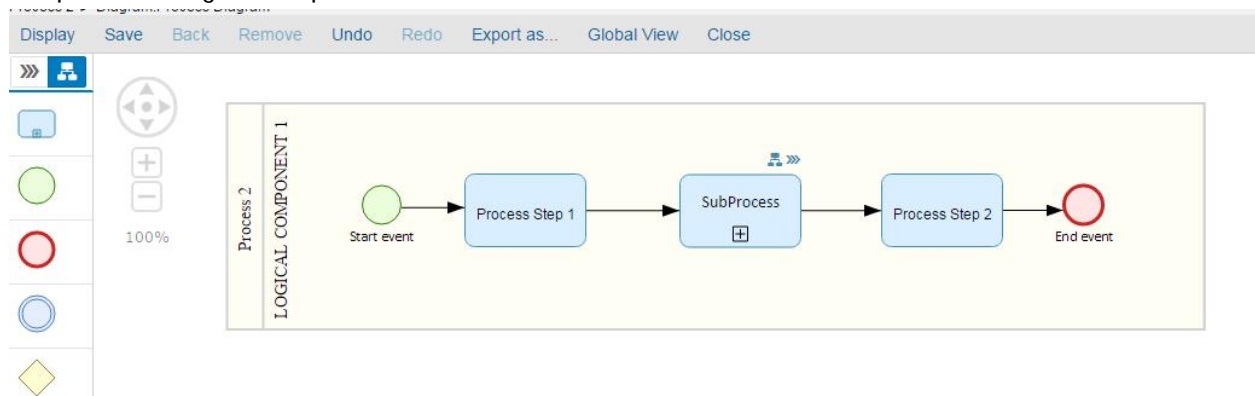 Display Save Back Remove Undo Redo Export as... Global View Close
100%
Process 2
LOGICAL COMPONENT 1
Start event
Process Step 1
SubProcess
Process Step 2
End event